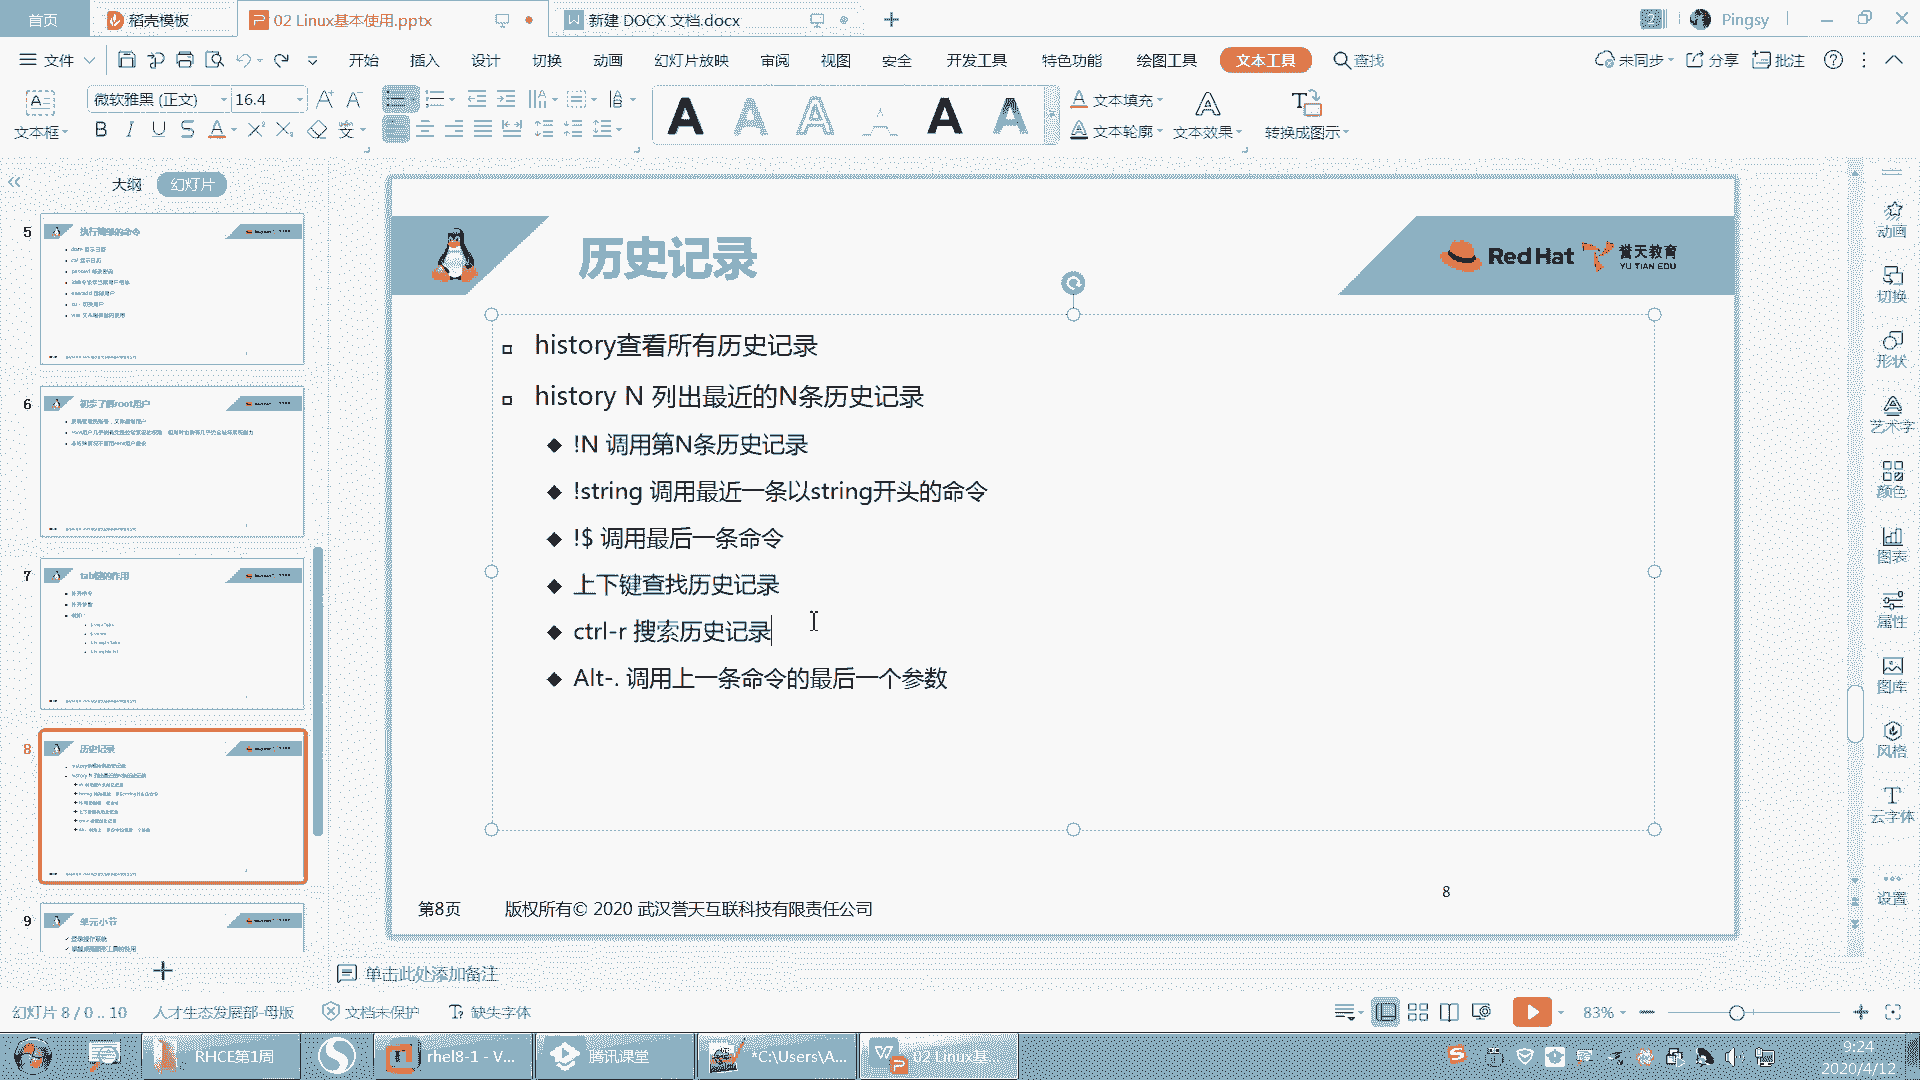 首页
稻壳模板
02 Linux基本使用.pptx
新建 DOCX 文档.docx
Pingsy
文件
开始
插入
设计
切换
动画
幻灯片放映
审阅
视图
安全
开发工具
特色功能
绘图工具
文本工具
查找
未同步
分享
批注
文本框
微软雅黑 (正文)
16.4
文本填充
文本轮廓
文本效果
转换成图示
大纲
幻灯片
5
6
初步了解root用户
7
tab键的作用
8
历史记录
9
单元小节
历史记录
Red Hat
誉天教育
YU TIAN EDU
history查看所有历史记录
history N 列出最近的N条历史记录
!N 调用第N条历史记录
!string 调用最近一条以string开头的命令
!$ 调用最后一条命令
上下键查找历史记录
ctrl-r 搜索历史记录
Alt-. 调用上一条命令的最后一个参数
8
第8页
版权所有© 2020 武汉誉天互联科技有限责任公司
动画
切换
形状
艺术字
颜色
图表
属性
图库
风格
云字体
设置
单击此处添加备注
幻灯片 8 / 0 .. 10
人才生态发展部-母版
文档未保护
缺失字体
83%
RHCE第1周
rhel8-1 - V...
腾讯课堂
*C:\Users\A...
02 Linux基...
9:24
2020/4/12